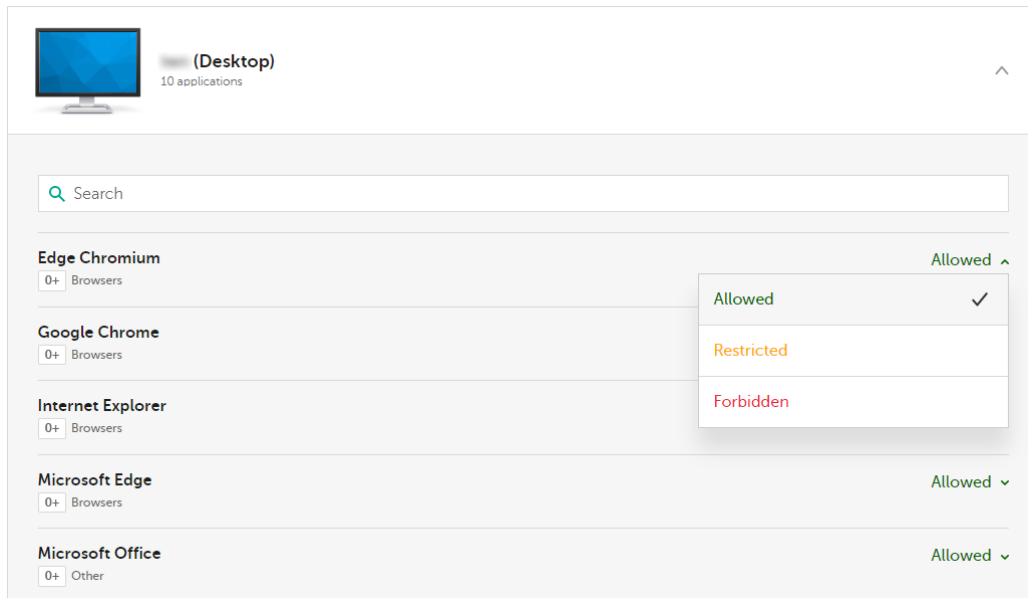 (Desktop)
10 applications
Search
Edge Chromium
Allowed
0+ Browsers
Allowed
Google Chrome
Restricted
0+ Browsers
Forbidden
Internet Explorer
0+ Browsers
Microsoft Edge
Allowed
0+ Browsers
Microsoft Office
Allowed
0+ Other